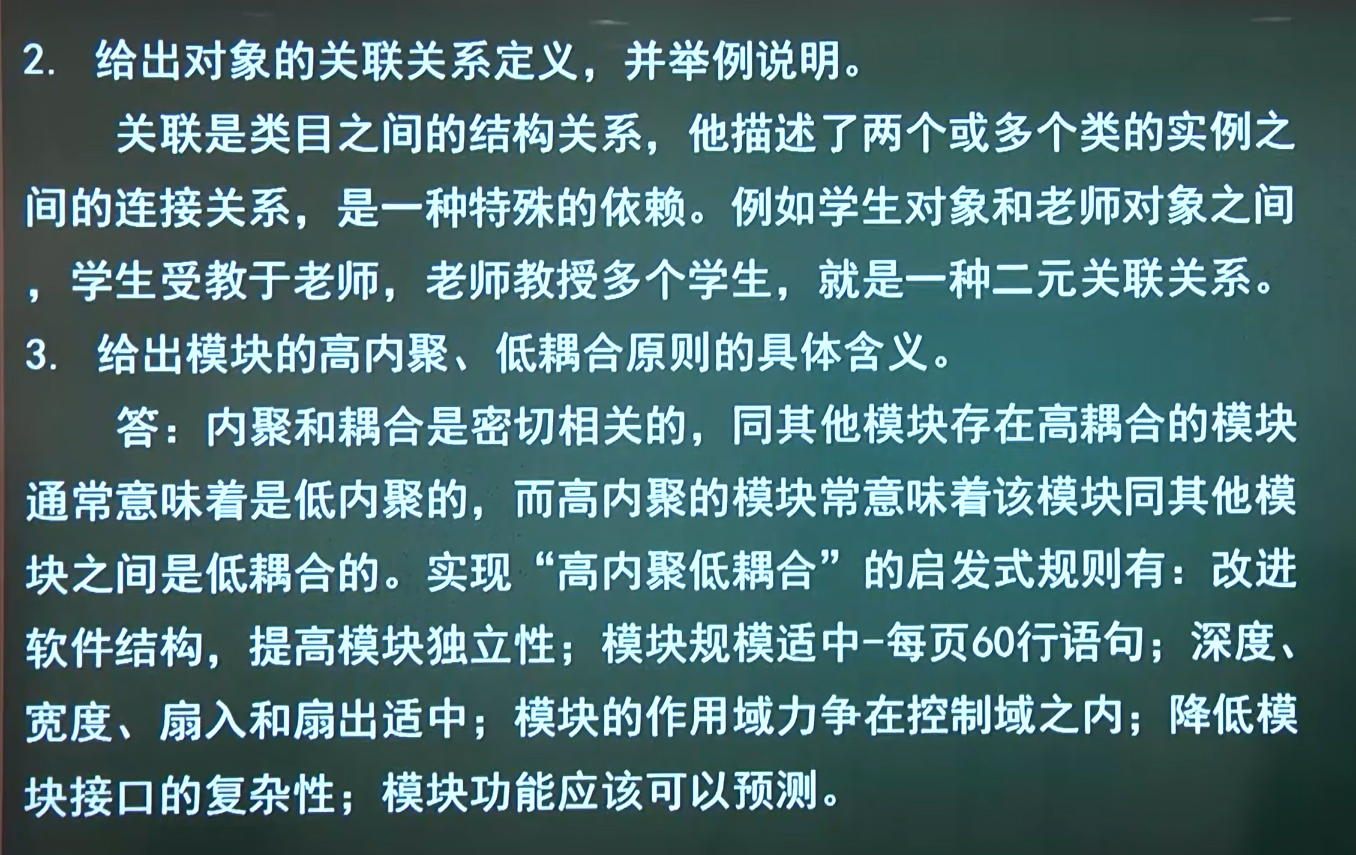 2. 给出对象的关联关系定义，并举例说明。
关联是类目之间的结构关系，他描述了两个或多个类的实例之
间的连接关系，是一种特殊的依赖。例如学生对象和老师对象之间
，学生受教于老师，老师教授多个学生，就是一种二元关联关系。
3. 给出模块的高内聚、低耦合原则的具体含义。
答：内聚和耦合是密切相关的，同其他模块存在高耦合的模块
通常意味着是低内聚的，而高内聚的模块常意味着该模块同其他模
块之间是低耦合的。实现“高内聚低耦合”的启发式规则有：改进
软件结构，提高模块独立性；模块规模适中-每页60行语句；深度、
宽度、扇入和扇出适中；模块的作用域力争在控制域之内；降低模
块接口的复杂性；模块功能应该可以预测。